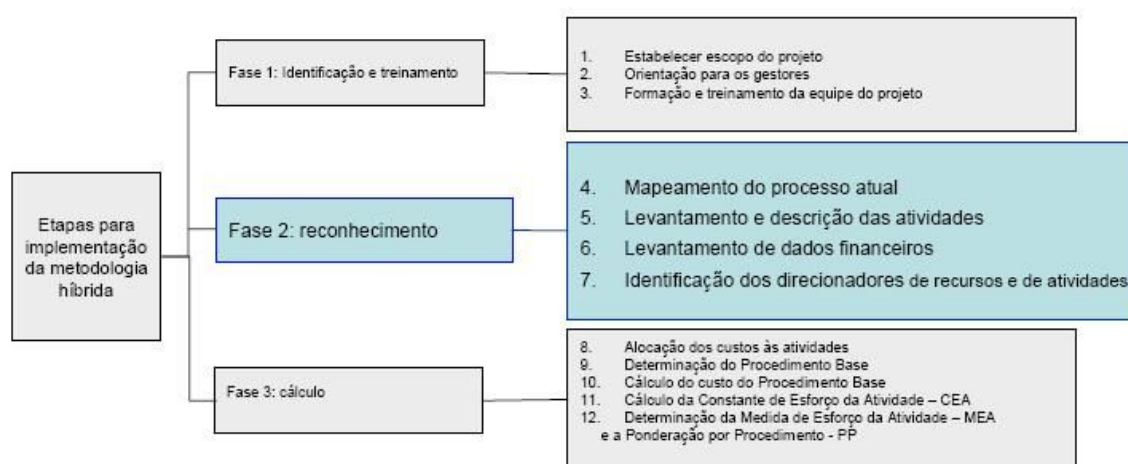 Etapas para
implementação
da metodologia
híbrida
Fase 1: Identificação e treinamento
1. Estabelecer escopo do projeto
2. Orientação para os gestores
3. Formação e treinamento da equipe do projeto
Fase 2: reconhecimento
4. Mapeamento do processo atual
5. Levantamento e descrição das atividades
6. Levantamento de dados financeiros
7. Identificação dos direcionadores de recursos e de atividades
Fase 3: cálculo
8. Alocação dos custos às atividades
9. Determinação do Procedimento Base
10. Cálculo do custo do Procedimento Base
11. Cálculo da Constante de Esforço da Atividade – CEA
12. Determinação da Medida de Esforço da Atividade – MEA
e a Ponderação por Procedimento - PP